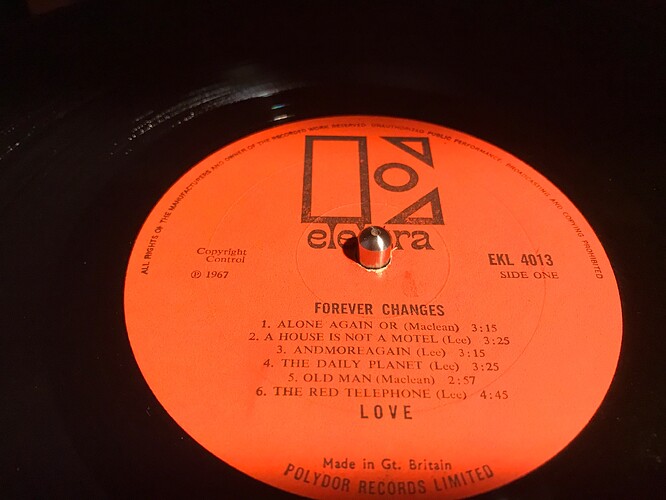 ALL RIGHTS OF THE MANUFACTURERS AND OWNER OF THE RECORDED WORK RESERVED. UNAUTHORISED PUBLIC PERFORMANCE, BROADCASTING AND COPYING PROHIBITED
elektra
Copyright
Control
℗ 1967
EKL 4013
SIDE ONE
FOREVER CHANGES
1. ALONE AGAIN OR (Maclean) 3:15
2. A HOUSE IS NOT A MOTEL (Lee) 3:25
3. ANDMOREAGAIN (Lee) 3:15
4. THE DAILY PLANET (Lee) 3:25
5. OLD MAN (Maclean) 2:57
6. THE RED TELEPHONE (Lee) 4:45
LOVE
Made in Gt. Britain
POLYDOR RECORDS LIMITED